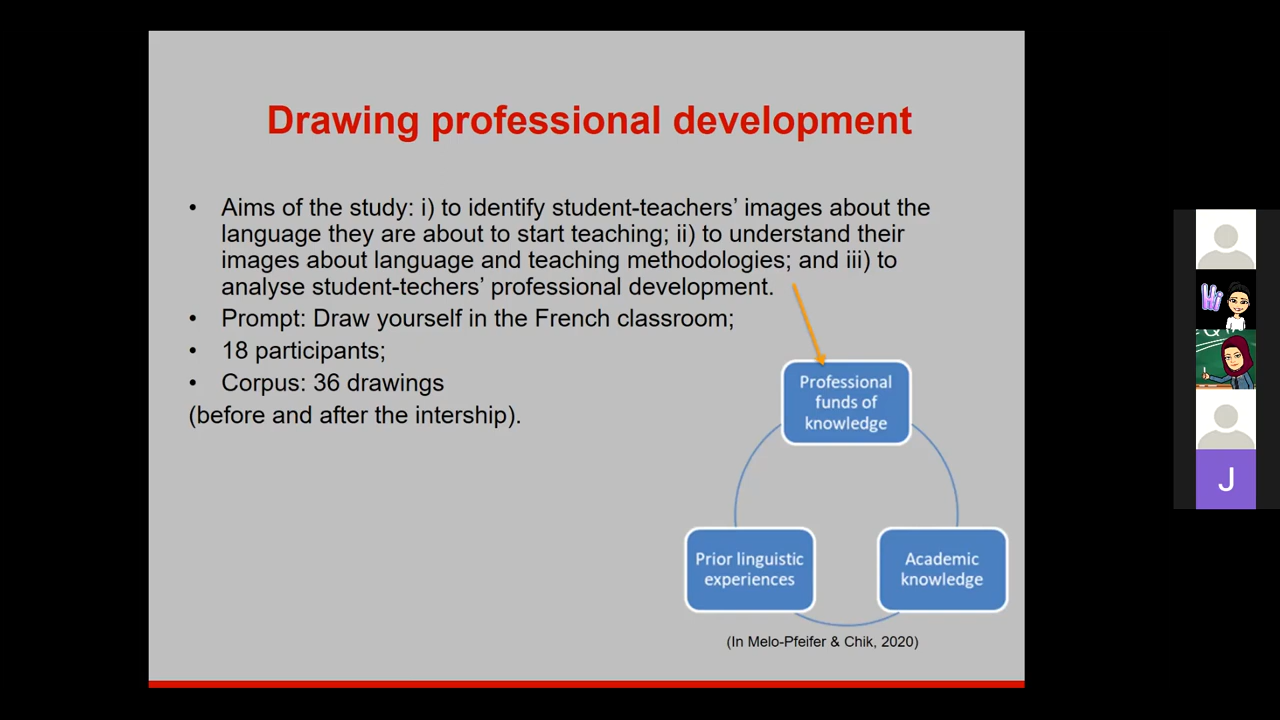 Drawing professional development
• Aims of the study: i) to identify student-teachers’ images about the
language they are about to start teaching; ii) to understand their
images about language and teaching methodologies; and iii) to
analyse student-techers’ professional development.
• Prompt: Draw yourself in the French classroom;
• 18 participants;
• Corpus: 36 drawings
(before and after the intership).
Professional
funds of
knowledge
Prior linguistic
experiences
Academic
knowledge
(In Melo-Pfeifer & Chik, 2020)
Hi
J